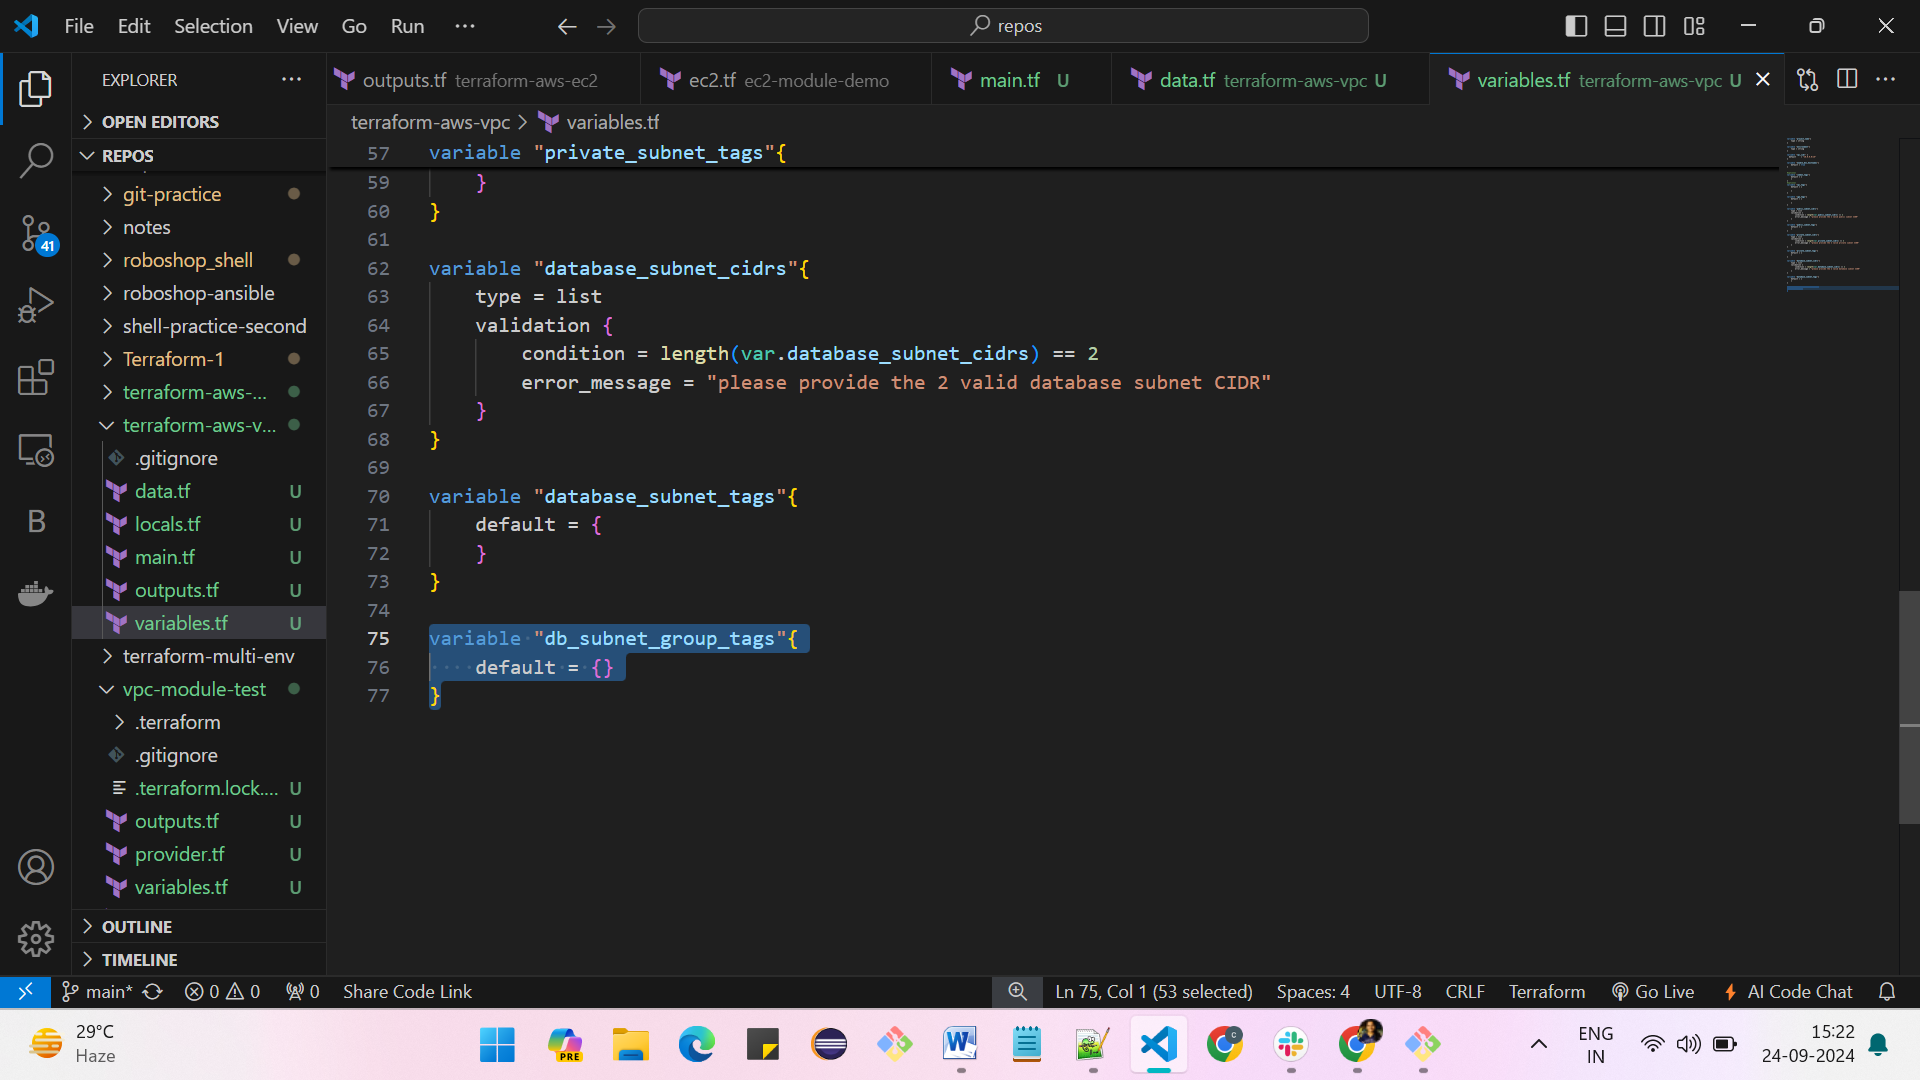 File Edit Selection View Go Run ··· repos
EXPLORER
OPEN EDITORS
REPOS
git-practice
notes
roboshop_shell
roboshop-ansible
shell-practice-second
Terraform-1
terraform-aws-...
terraform-aws-v...
.gitignore
data.tf U
locals.tf U
main.tf U
outputs.tf U
variables.tf U
terraform-multi-env
vpc-module-test
.terraform
.gitignore
.terraform.lock.... U
outputs.tf U
provider.tf U
variables.tf U
OUTLINE
TIMELINE
41
B
outputs.tf terraform-aws-ec2 ec2.tf ec2-module-demo main.tf U data.tf terraform-aws-vpc U variables.tf terraform-aws-vpc U
terraform-aws-vpc > variables.tf
57 variable "private_subnet_tags"{
59 }
60 }
61
62 variable "database_subnet_cidrs"{
63 type = list
64 validation {
65 condition = length(var.database_subnet_cidrs) == 2
66 error_message = "please provide the 2 valid database subnet CIDR"
67 }
68 }
69
70 variable "database_subnet_tags"{
71 default = {
72 }
73 }
74
75 variable "db_subnet_group_tags"{
76 default = {}
77 }
main* 0 0 0 Share Code Link Ln 75, Col 1 (53 selected) Spaces: 4 UTF-8 CRLF Terraform Go Live AI Code Chat
29°C
Haze
PRE
ENG
IN
15:22
24-09-2024